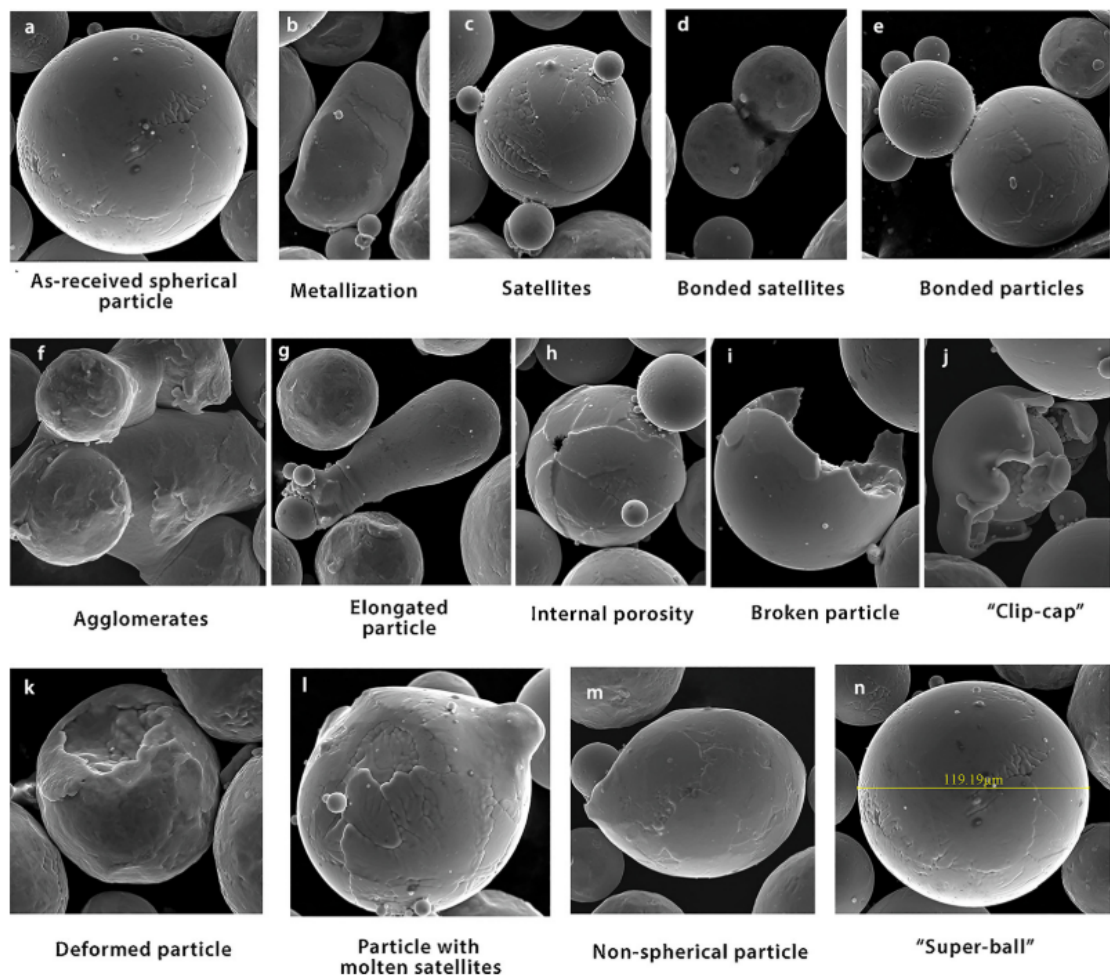 a
b
c
d
e
As-received spherical
particle
Metallization
Satellites
Bonded satellites
Bonded particles
f
g
h
i
j
Agglomerates
Elongated
particle
Internal porosity
Broken particle
“Clip-cap”
k
l
m
n
119.19μm
Deformed particle
Particle with
molten satellites
Non-spherical particle
“Super-ball”